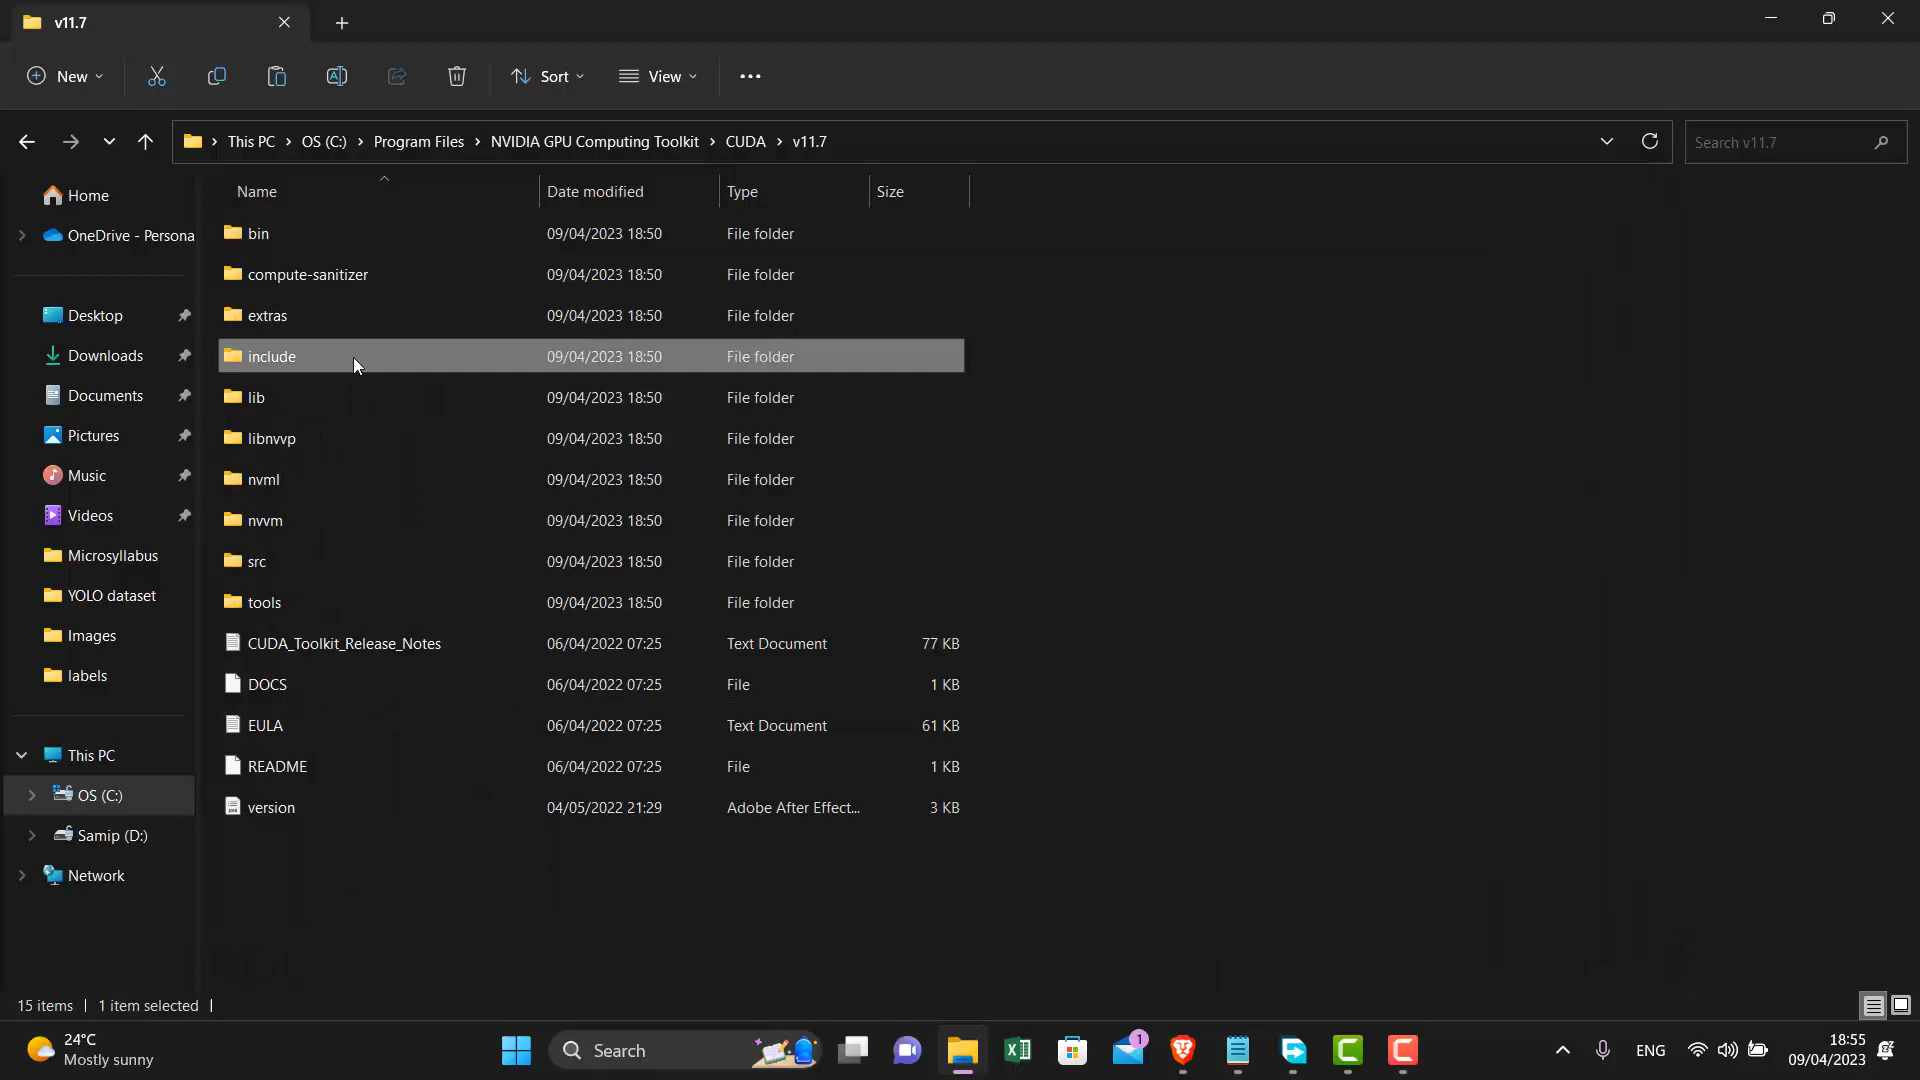 v11.7
New
Sort
View
This PC > OS (C:) > Program Files > NVIDIA GPU Computing Toolkit > CUDA > v11.7
Search v11.7
Name Date modified Type Size
Home
OneDrive - Persona
Desktop
Downloads
Documents
Pictures
Music
Videos
Microsyllabus
YOLO dataset
Images
labels
This PC
OS (C:)
Samip (D:)
Network
bin 09/04/2023 18:50 File folder
compute-sanitizer 09/04/2023 18:50 File folder
extras 09/04/2023 18:50 File folder
include 09/04/2023 18:50 File folder
lib 09/04/2023 18:50 File folder
libnvvp 09/04/2023 18:50 File folder
nvml 09/04/2023 18:50 File folder
nvvm 09/04/2023 18:50 File folder
src 09/04/2023 18:50 File folder
tools 09/04/2023 18:50 File folder
CUDA_Toolkit_Release_Notes 06/04/2022 07:25 Text Document 77 KB
DOCS 06/04/2022 07:25 File 1 KB
EULA 06/04/2022 07:25 Text Document 61 KB
README 06/04/2022 07:25 File 1 KB
version 04/05/2022 21:29 Adobe After Effect... 3 KB
15 items 1 item selected
24°C
Mostly sunny
Search
1
ENG
18:55
09/04/2023